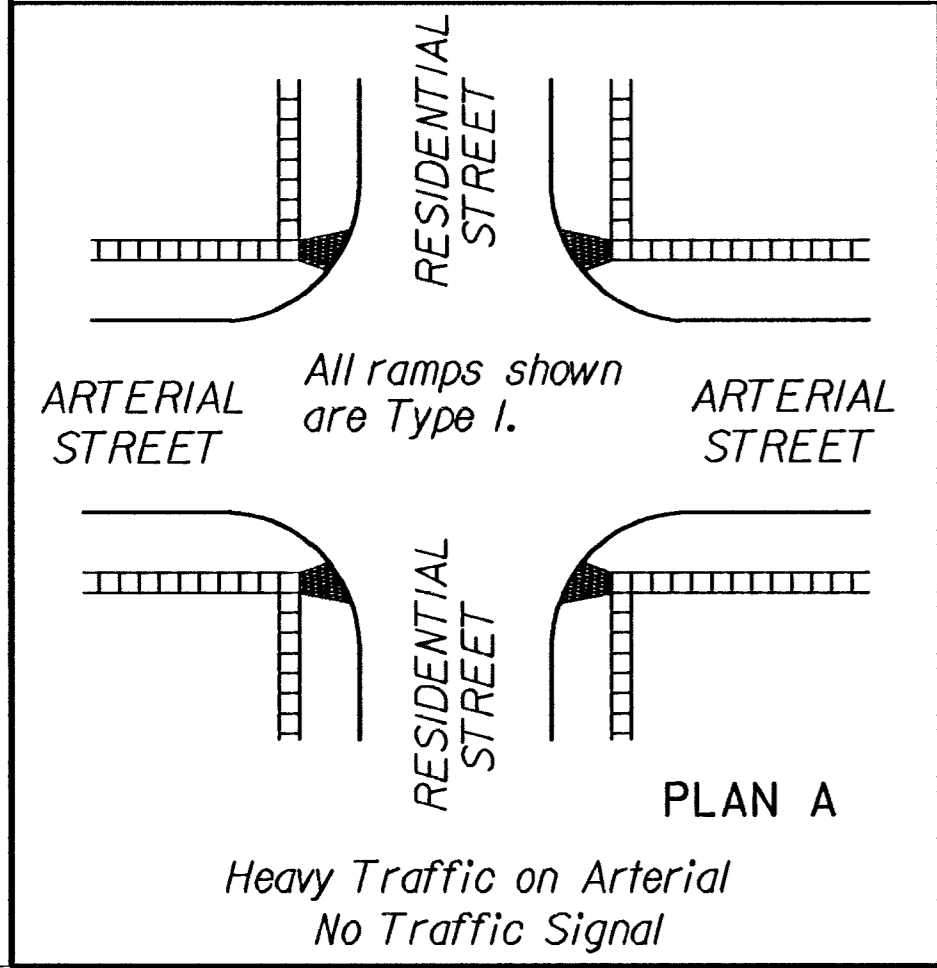 RESIDENTIAL
STREET
All ramps shown
are Type I.
ARTERIAL
STREET
ARTERIAL
STREET
RESIDENTIAL
STREET
PLAN A
Heavy Traffic on Arterial
No Traffic Signal